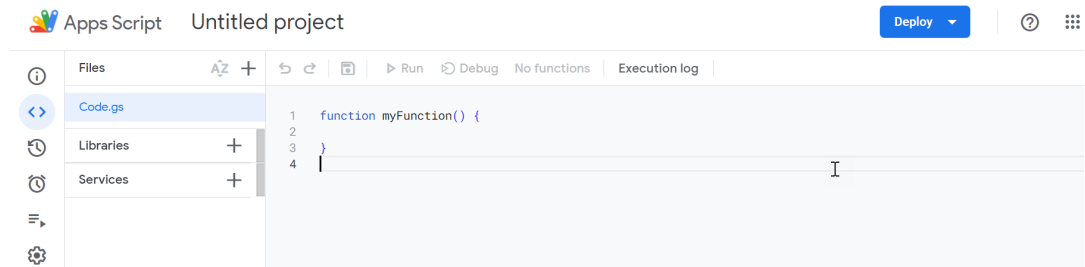 Apps Script Untitled project Deploy
Files AZ Run Debug No functions Execution log
Code.gs
Libraries
Services
1 function myFunction() {
2
3 }
4